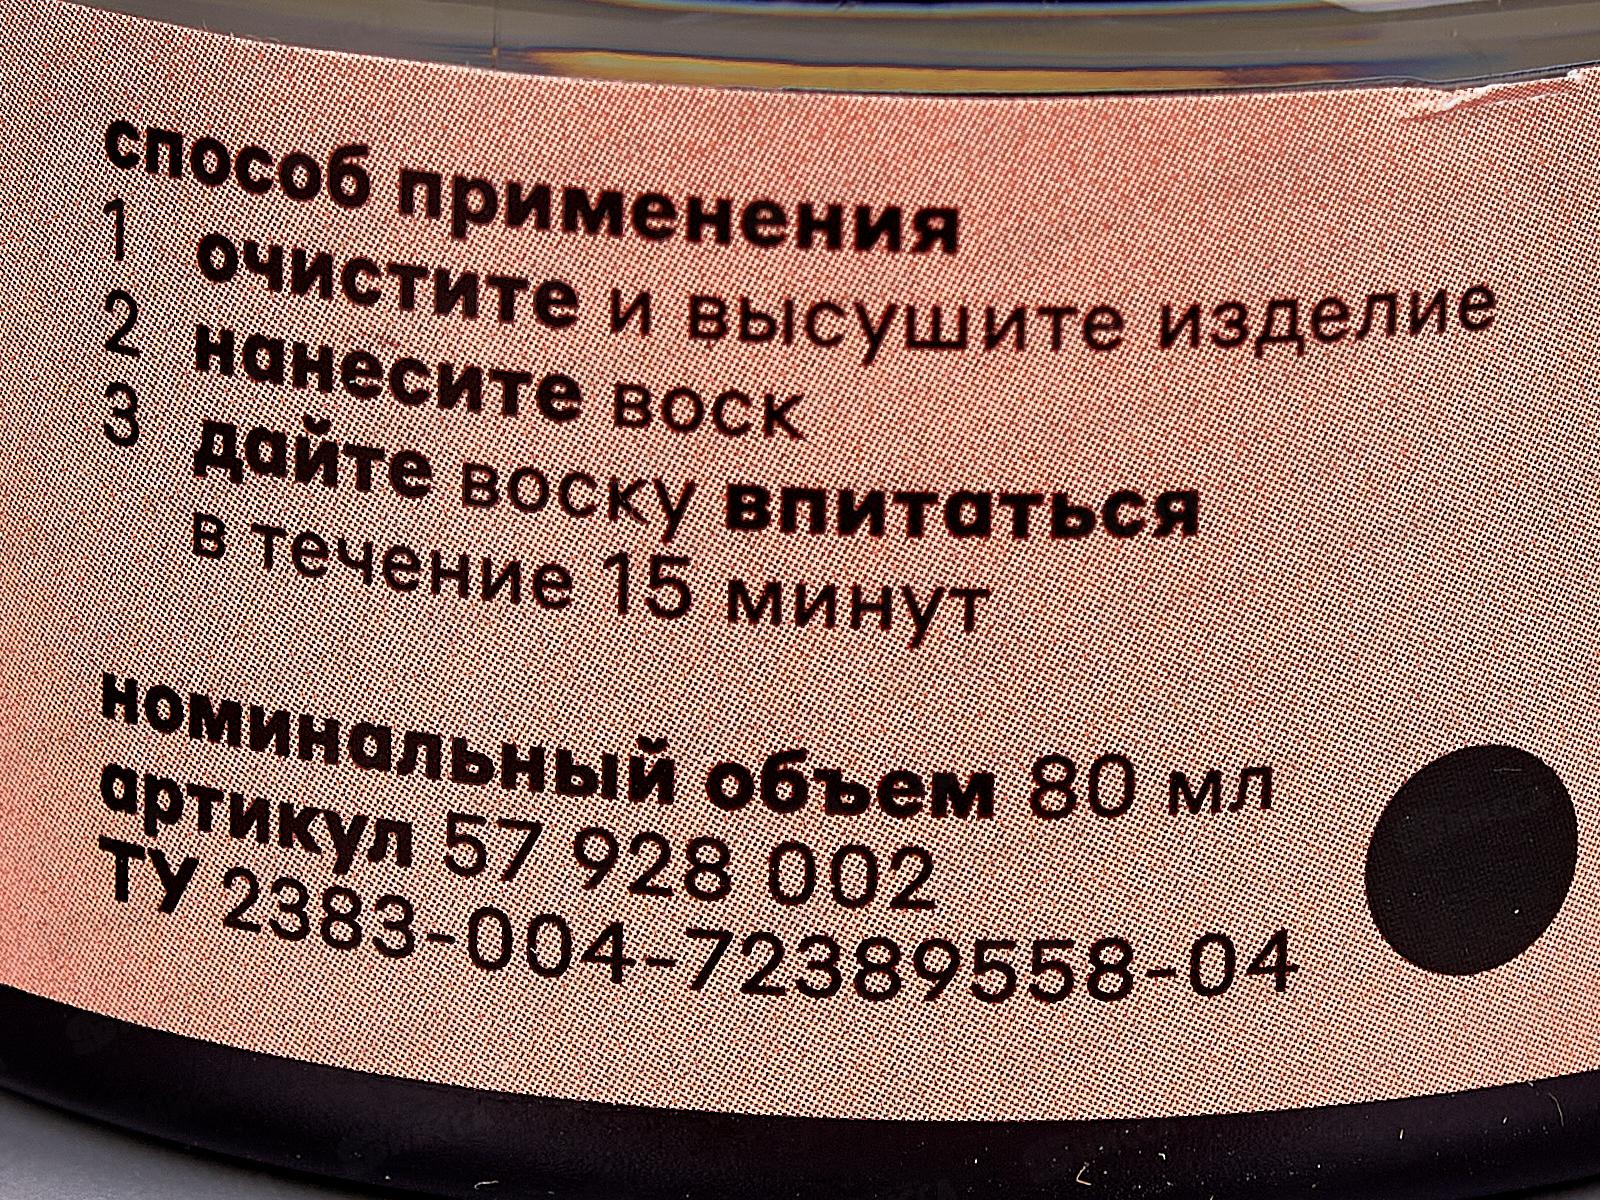 способ применения
1 очистите и высушите изделие
2 нанесите воск
3 дайте воску впитаться
в течение 15 минут
номинальный объем 80 мл
артикул 57 928 002
ТУ 2383-004-72389558-04